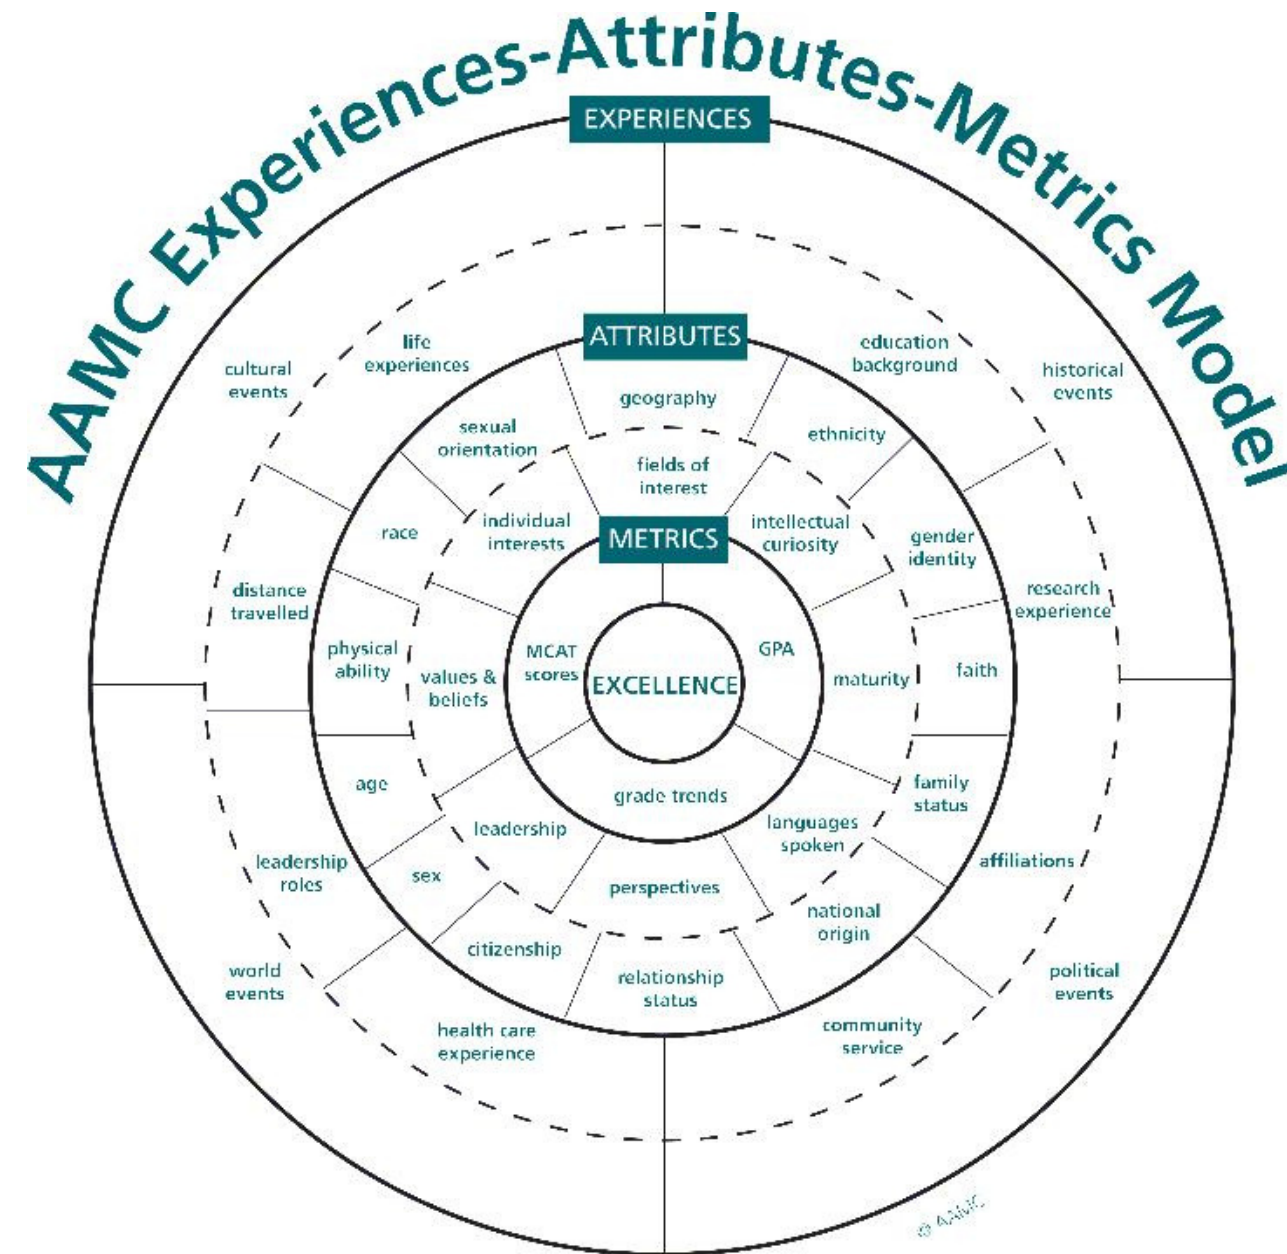 AAMC Experiences-Attributes-Metrics Model
EXPERIENCES
cultural
events
life
experiences
education
background
historical
events
distance
travelled
research
experience
leadership
roles
affiliations
world
events
health care
experience
community
service
political
events
ATTRIBUTES
geography
sexual
orientation
ethnicity
race
gender
identity
physical
ability
faith
age
family
status
sex
national
origin
citizenship
relationship
status
fields of
interest
individual
interests
intellectual
curiosity
values &
beliefs
maturity
leadership
languages
spoken
perspectives
METRICS
MCAT
scores
GPA
grade trends
EXCELLENCE
© AAMC